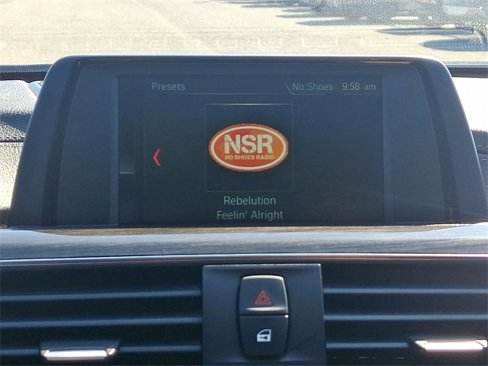 Presets No Shoes 9:58 am
NSR
NO SHOES RADIO
Rebelution
Feelin' Alright